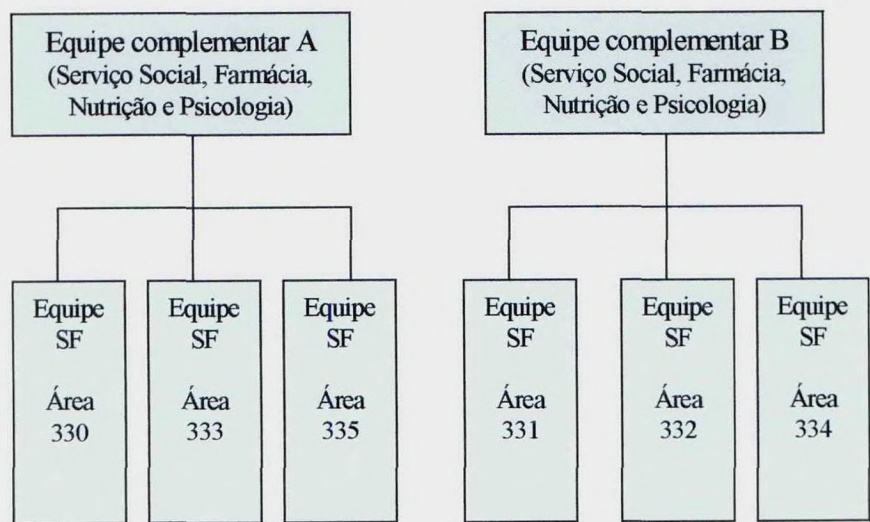 Equipe complementar A
(Serviço Social, Farmácia,
Nutrição e Psicologia)
Equipe complementar B
(Serviço Social, Farmácia,
Nutrição e Psicologia)
Equipe
SF
Área
330
Equipe
SF
Área
333
Equipe
SF
Área
335
Equipe
SF
Área
331
Equipe
SF
Área
332
Equipe
SF
Área
334